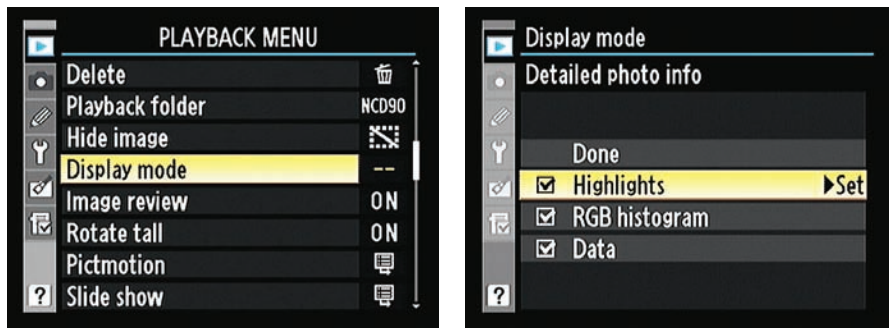 PLAYBACK MENU
Delete
Playback folder NCD90
Hide image
Display mode --
Image review ON
Rotate tall ON
Pictmotion
Slide show
?
Display mode
Detailed photo info
Done
Highlights Set
RGB histogram
Data
?